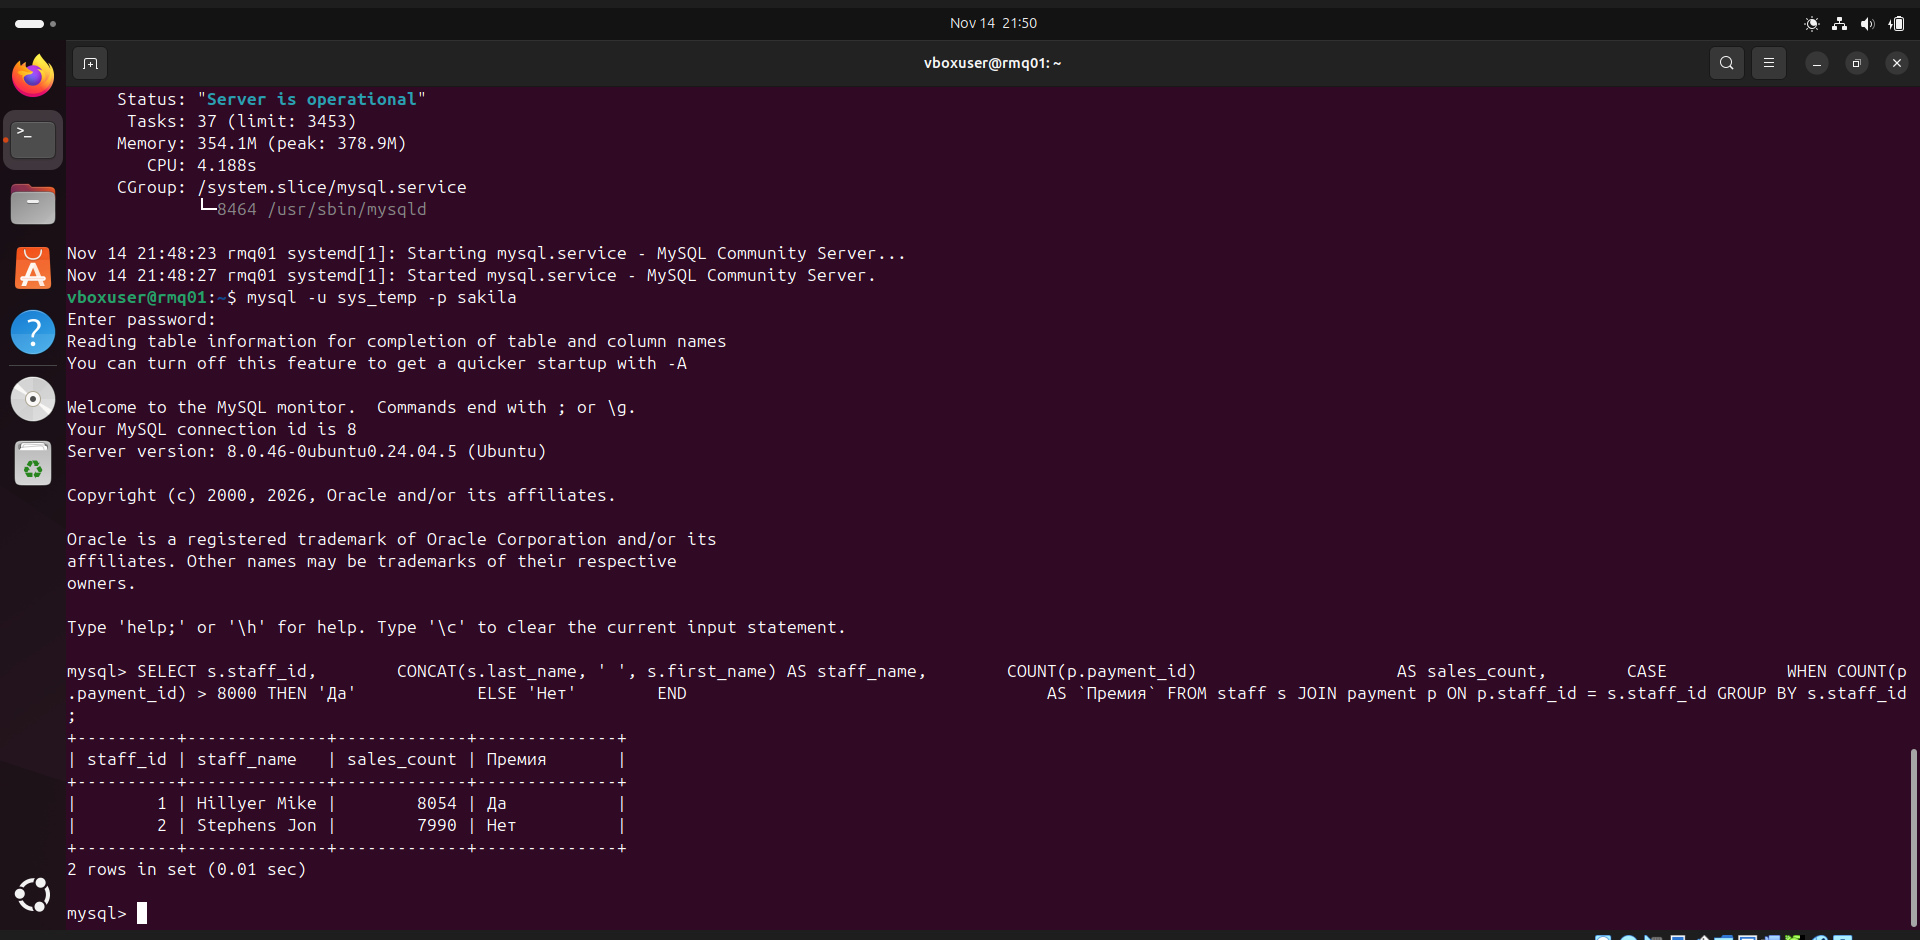 Nov 14 21:50
vboxuser@rmq01: ~
Status: "Server is operational"
Tasks: 37 (limit: 3453)
Memory: 354.1M (peak: 378.9M)
CPU: 4.188s
CGroup: /system.slice/mysql.service
└─8464 /usr/sbin/mysqld
Nov 14 21:48:23 rmq01 systemd[1]: Starting mysql.service - MySQL Community Server...
Nov 14 21:48:27 rmq01 systemd[1]: Started mysql.service - MySQL Community Server.
vboxuser@rmq01:~$ mysql -u sys_temp -p sakila
Enter password:
Reading table information for completion of table and column names
You can turn off this feature to get a quicker startup with -A
Welcome to the MySQL monitor.  Commands end with ; or \g.
Your MySQL connection id is 8
Server version: 8.0.46-0ubuntu0.24.04.5 (Ubuntu)
Copyright (c) 2000, 2026, Oracle and/or its affiliates.
Oracle is a registered trademark of Oracle Corporation and/or its
affiliates. Other names may be trademarks of their respective
owners.
Type 'help;' or '\h' for help. Type '\c' to clear the current input statement.
mysql> SELECT s.staff_id,        CONCAT(s.last_name, ' ', s.first_name) AS staff_name,        COUNT(p.payment_id)                    AS sales_count,        CASE            WHEN COUNT(p
.payment_id) > 8000 THEN 'Да'            ELSE 'Нет'        END                                    AS `Премия` FROM staff s JOIN payment p ON p.staff_id = s.staff_id GROUP BY s.staff_id
;
+----------+--------------+-------------+--------------+
| staff_id | staff_name   | sales_count | Премия       |
+----------+--------------+-------------+--------------+
|        1 | Hillyer Mike |        8054 | Да           |
|        2 | Stephens Jon |        7990 | Нет          |
+----------+--------------+-------------+--------------+
2 rows in set (0.01 sec)
mysql>